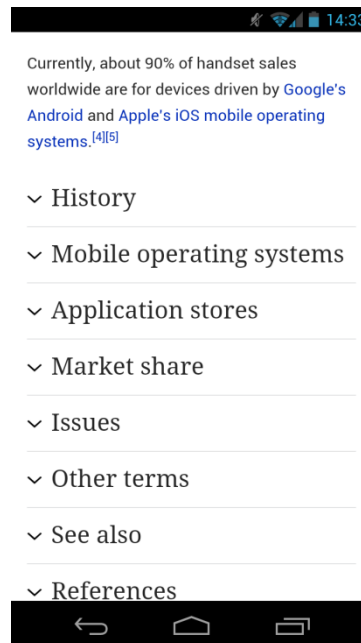 14:33
Currently, about 90% of handset sales
worldwide are for devices driven by Google's
Android and Apple's iOS mobile operating
systems.[4][5]
History
Mobile operating systems
Application stores
Market share
Issues
Other terms
See also
References